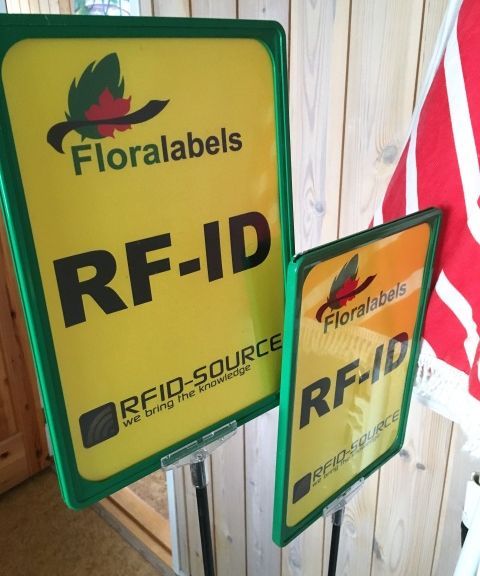 Floralabels
RF-ID
RFID-SOURCE
we bring the knowledge
Floralabels
RF-ID
RFID-SOURCE
we bring the knowledge